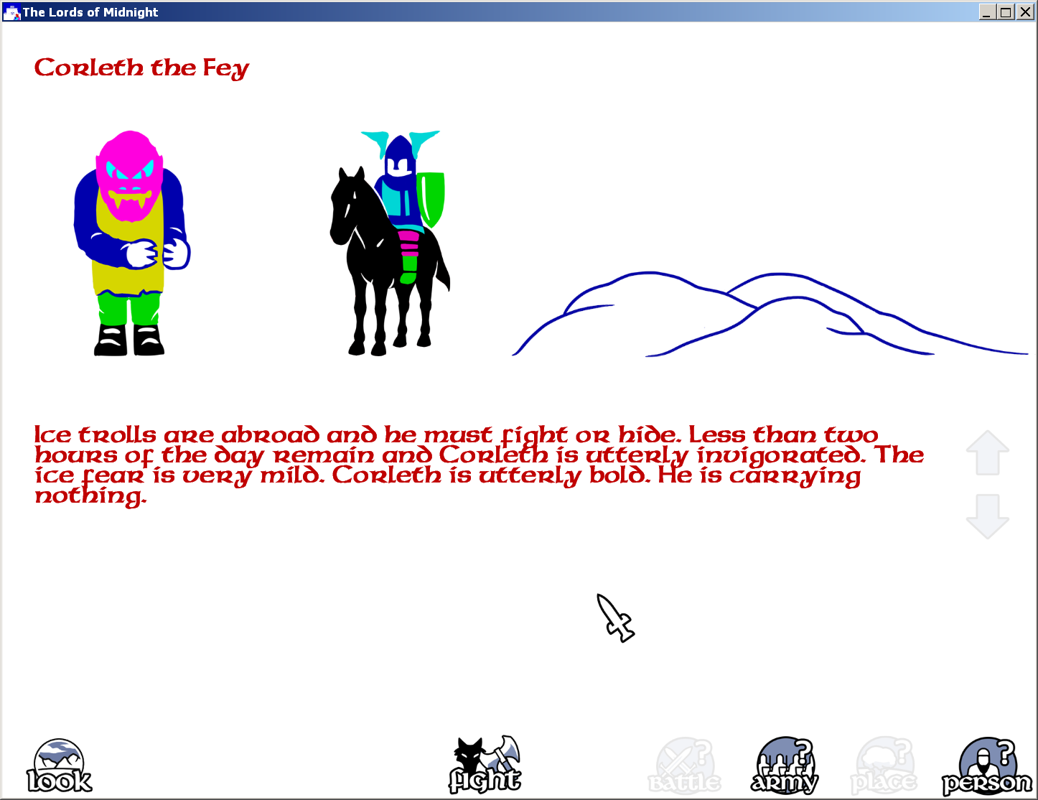 The Lords of Midnight
Corleth the Fey
Ice trolls are abroad and he must fight or hide. Less than two
hours of the day remain and Corleth is utterly invigorated. The
ice fear is very mild. Corleth is utterly bold. He is carrying
nothing.
look
fight
battle
?
army
?
place
?
person
?